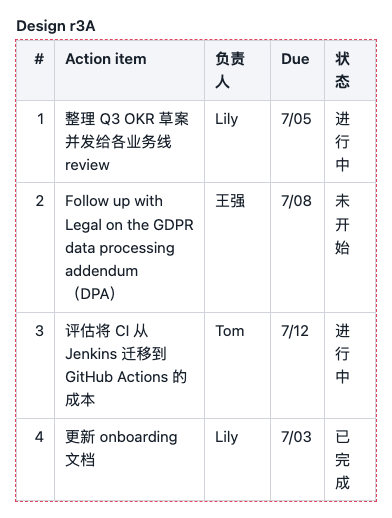 Design r3A
# Action item 负责人 Due 状态
1 整理 Q3 OKR 草案并发给各业务线 review Lily 7/05 进行中
2 Follow up with Legal on the GDPR data processing addendum（DPA） 王强 7/08 未开始
3 评估将 CI 从 Jenkins 迁移到 GitHub Actions 的成本 Tom 7/12 进行中
4 更新 onboarding 文档 Lily 7/03 已完成